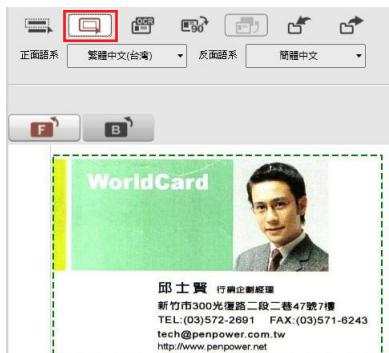 OCR
90°
正面語系 繁體中文(台灣) 反面語系 簡體中文
F B
WorldCard
邱士賢 行銷企劃經理
新竹市300光復路二段二巷47號7樓
TEL:(03)572-2691 FAX:(03)571-6243
tech@penpower.com.tw
http://www.penpower.net